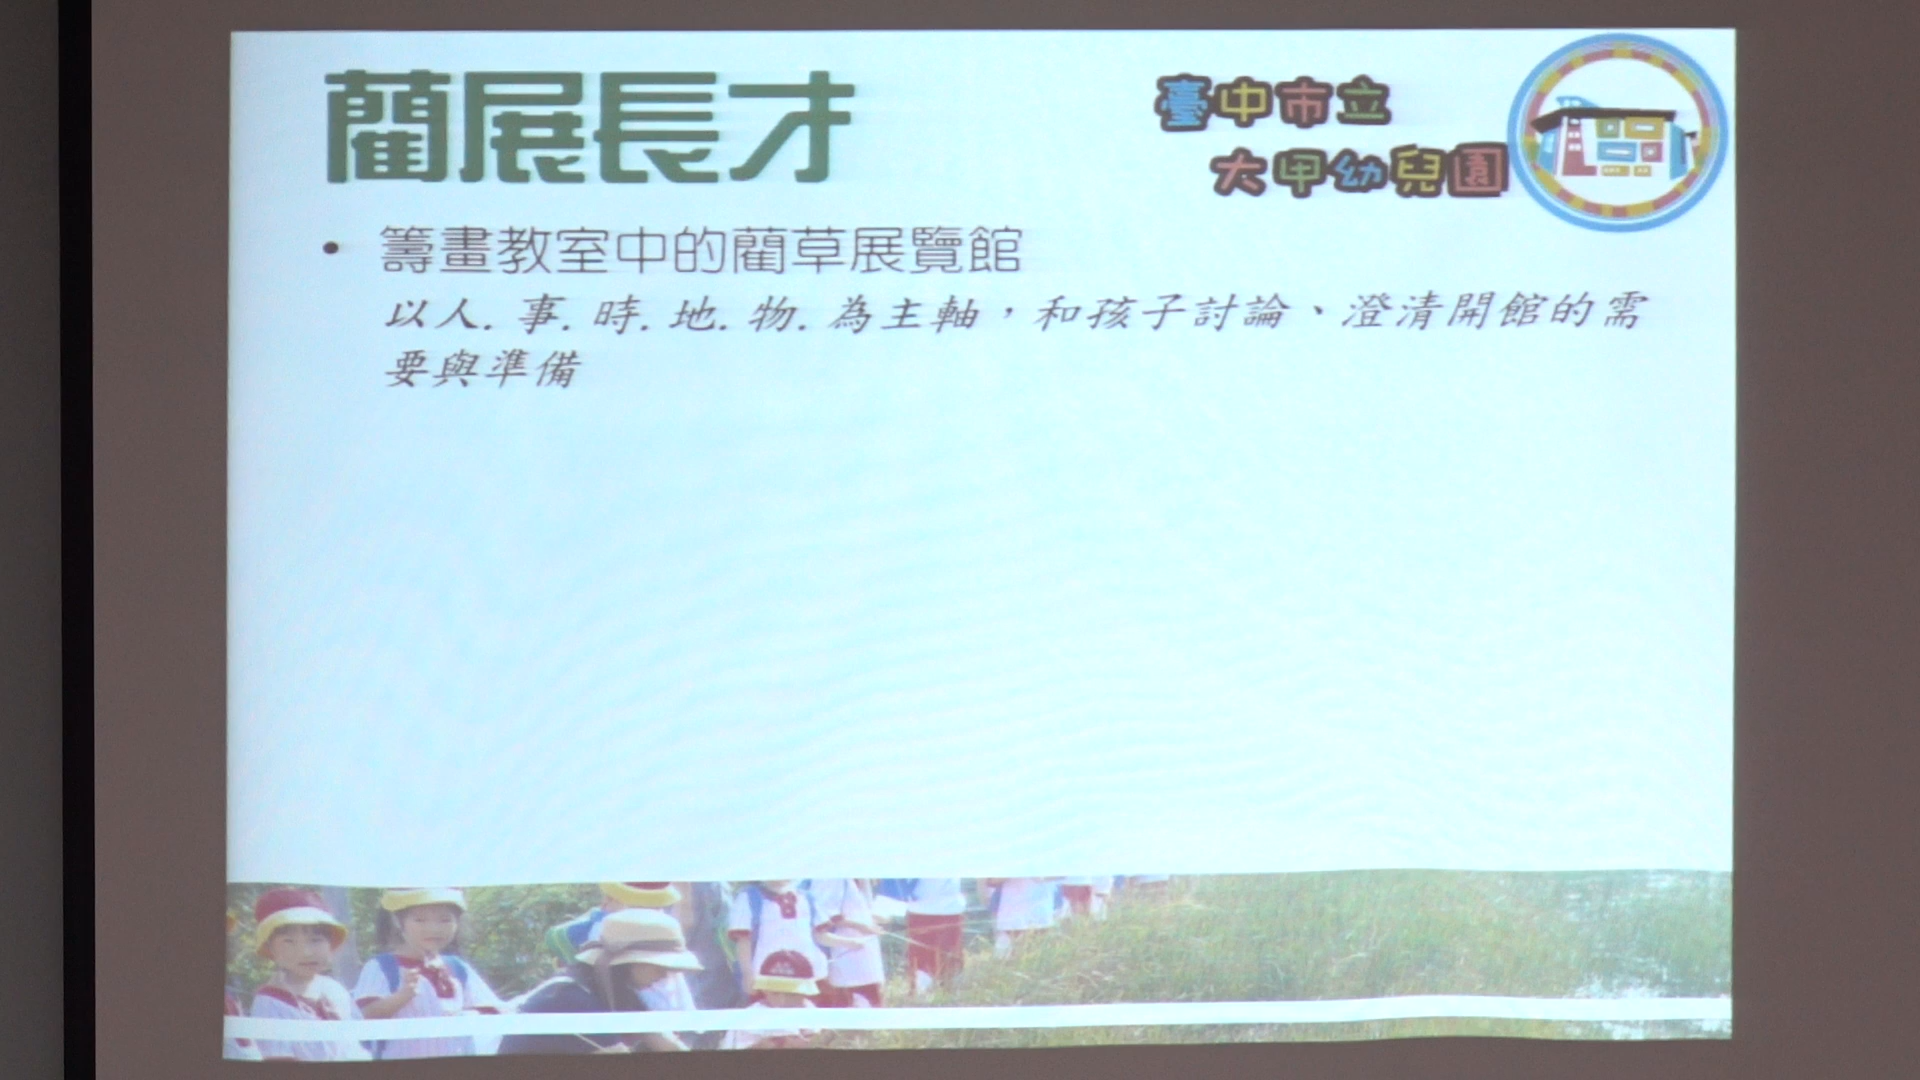 藺展長才
臺中市立
大甲幼兒園
• 籌畫教室中的藺草展覽館
以人.事.時.地.物.為主軸，和孩子討論、澄清開館的需
要與準備